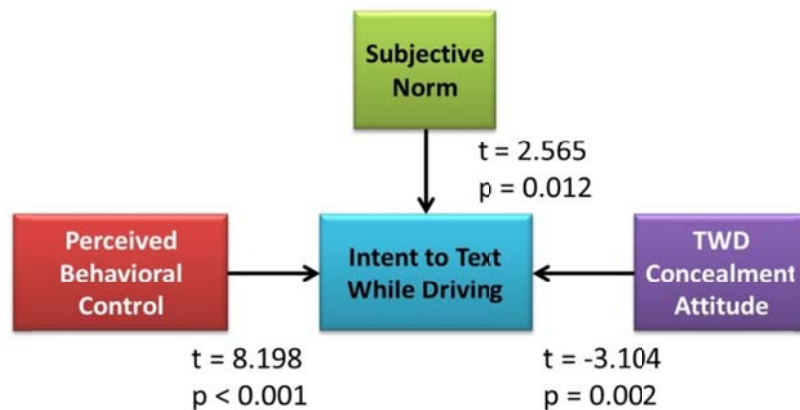 Subjective
Norm
t = 2.565
p = 0.012
Perceived
Behavioral
Control
Intent to Text
While Driving
TWD
Concealment
Attitude
t = 8.198
p < 0.001
t = -3.104
p = 0.002